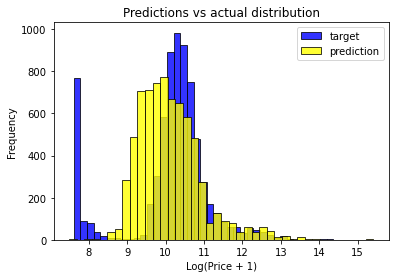 Predictions vs actual distribution
target
prediction
1000
800
600
400
200
0
Frequency
8 9 10 11 12 13 14 15
Log(Price + 1)